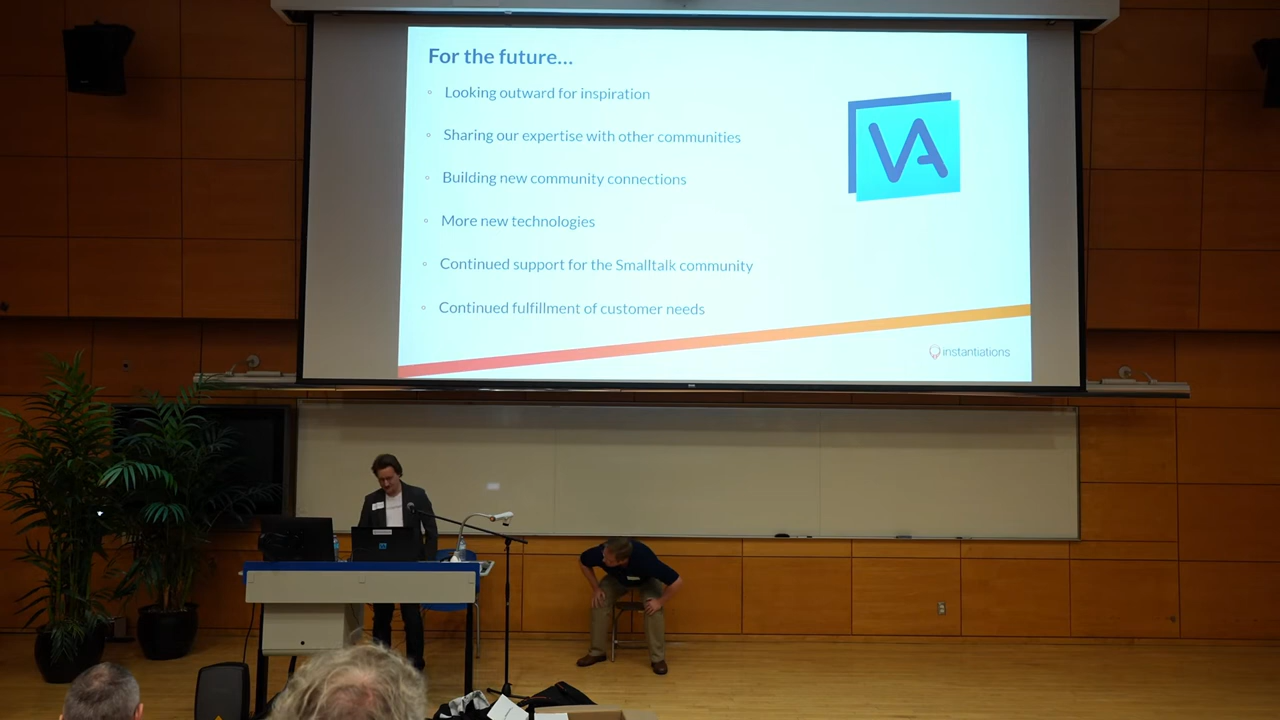 For the future...
Looking outward for inspiration
Sharing our expertise with other communities
Building new community connections
More new technologies
Continued support for the Smalltalk community
Continued fulfillment of customer needs
VA
instantiations